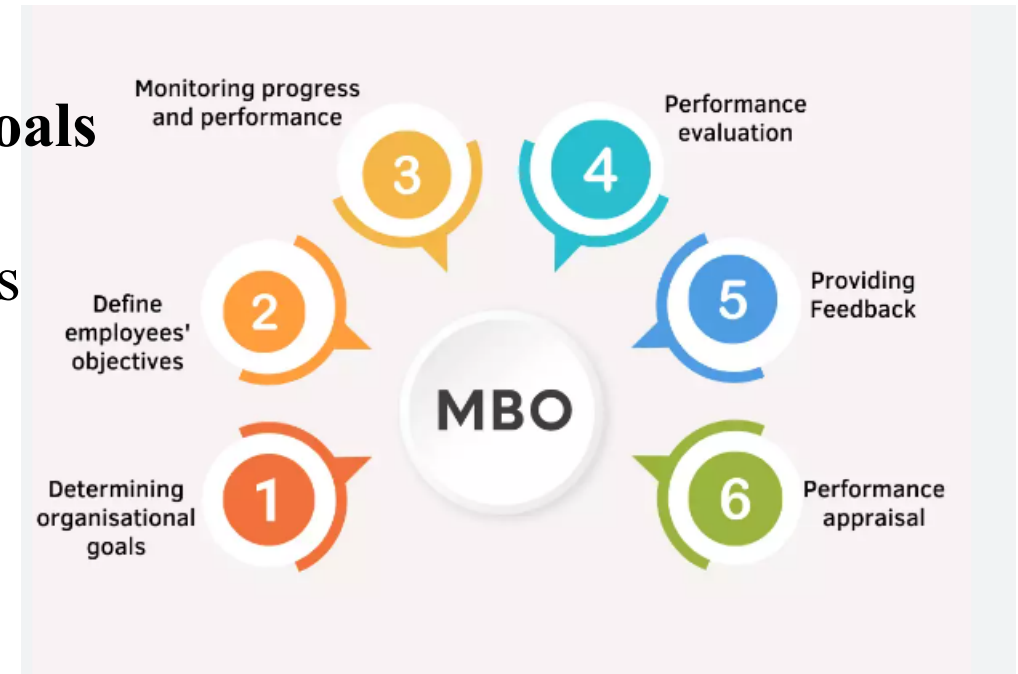 oals
s
Monitoring progress
and performance
3
4
Performance
evaluation
Define
employees'
objectives
2
5
Providing
Feedback
MBO
Determining
organisational
goals
1
6
Performance
appraisal